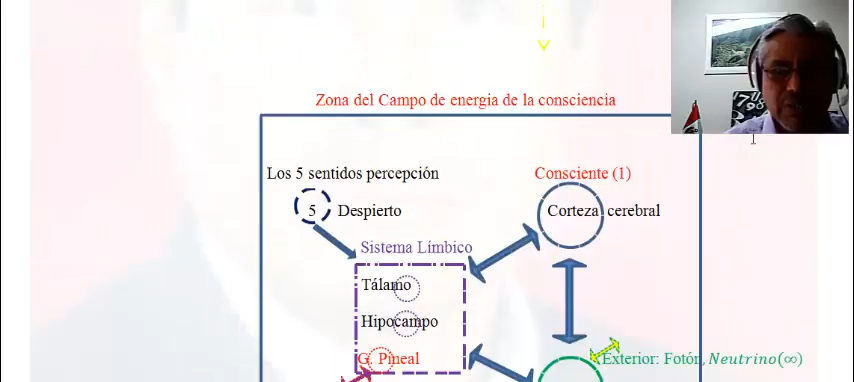 Zona del Campo de energia de la consciencia
Los 5 sentidos percepción
Consciente (1)
5 Despierto
Corteza cerebral
Sistema Límbico
Tálamo
Hipocampo
G. Pineal
Exterior: Fotón, Neutrino(∞)